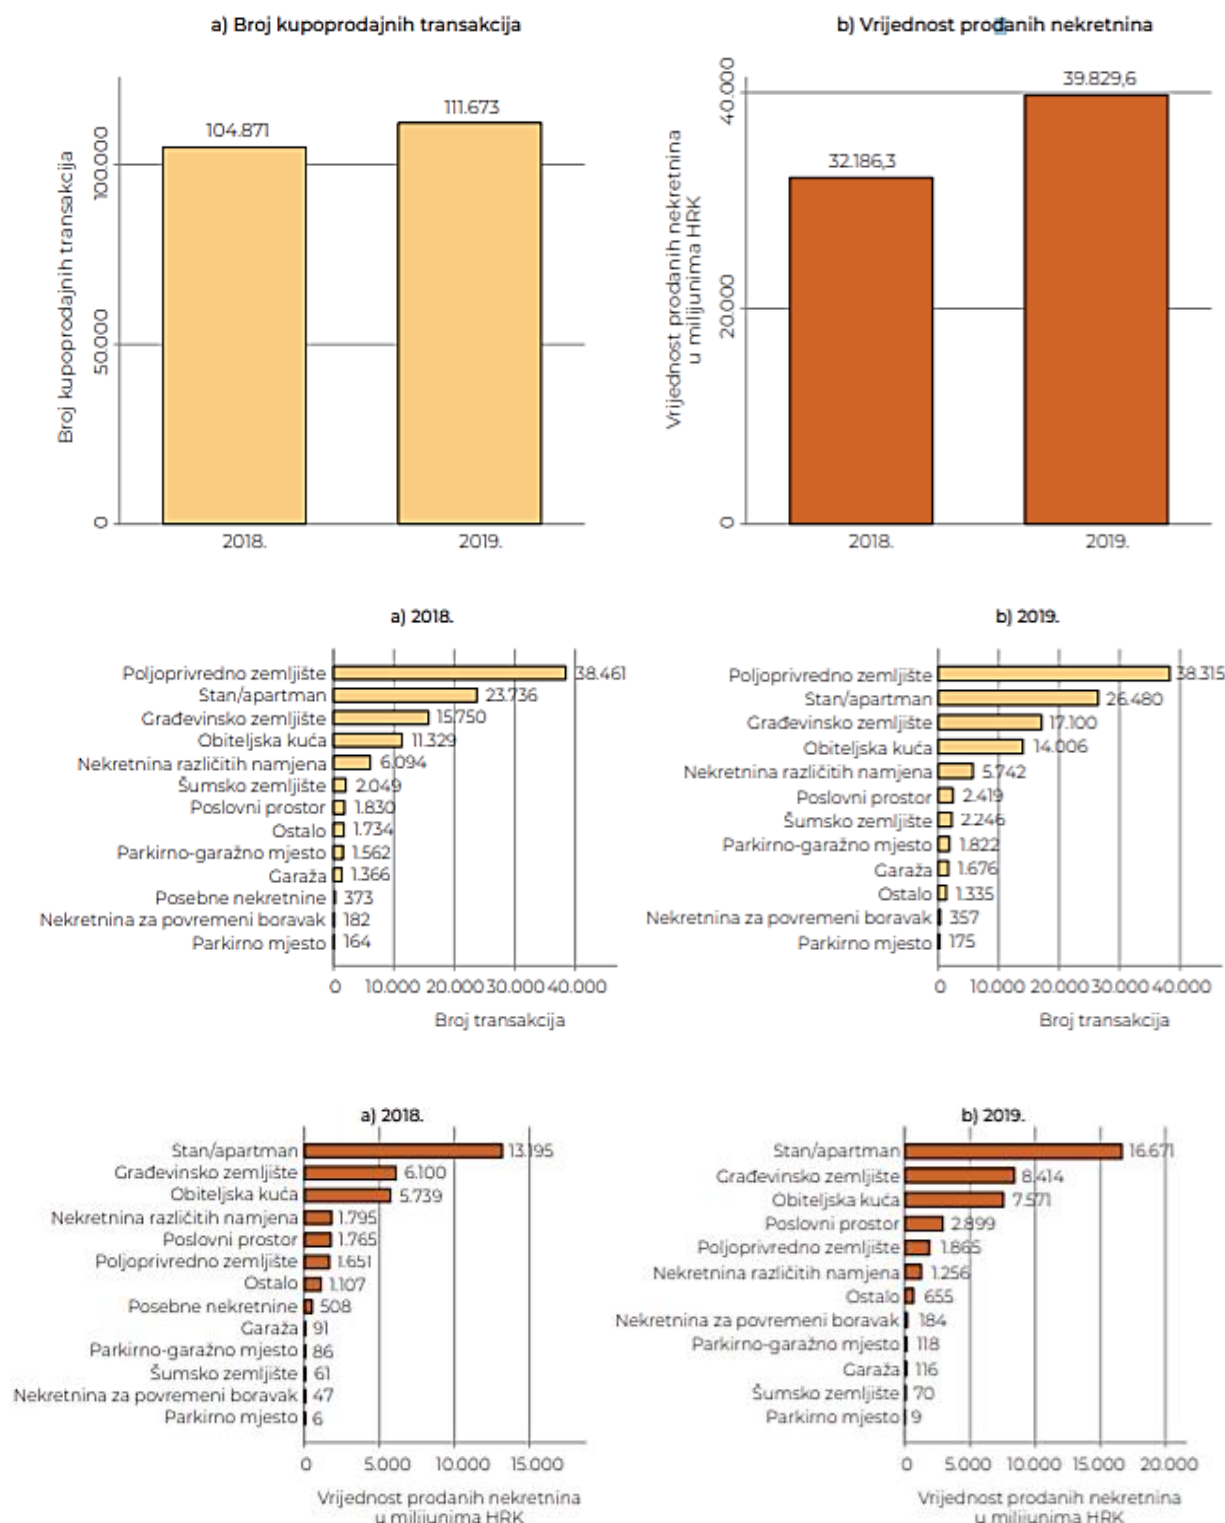 a) Broj kupoprodajnih transakcija
Broj kupoprodajnih transakcija
100.000
50.000
0
104.871
111.673
2018.
2019.
b) Vrijednost prodanih nekretnina
Vrijednost prodanih nekretnina
u milijunima HRK
40.000
20.000
0
32.186,3
39.829,6
2018.
2019.
a) 2018.
Poljoprivredno zemljište 38.461
Stan/apartman 23.736
Građevinsko zemljište 15.750
Obiteljska kuća 11.329
Nekretnina različitih namjena 6.094
Šumsko zemljište 2.049
Poslovni prostor 1.830
Ostalo 1.734
Parkirno-garažno mjesto 1.562
Garaža 1.366
Posebne nekretnine 373
Nekretnina za povremeni boravak 182
Parkirno mjesto 164
0 10.000 20.000 30.000 40.000
Broj transakcija
b) 2019.
Poljoprivredno zemljište 38.315
Stan/apartman 26.480
Građevinsko zemljište 17.100
Obiteljska kuća 14.006
Nekretnina različitih namjena 5.742
Poslovni prostor 2.419
Šumsko zemljište 2.246
Parkirno-garažno mjesto 1.822
Garaža 1.676
Ostalo 1.335
Nekretnina za povremeni boravak 357
Parkirno mjesto 175
0 10.000 20.000 30.000 40.000
Broj transakcija
a) 2018.
Stan/apartman 13.195
Građevinsko zemljište 6.100
Obiteljska kuća 5.739
Nekretnina različitih namjena 1.795
Poslovni prostor 1.765
Poljoprivredno zemljište 1.651
Ostalo 1.107
Posebne nekretnine 508
Garaža 91
Parkirno-garažno mjesto 86
Šumsko zemljište 61
Nekretnina za povremeni boravak 47
Parkirno mjesto 6
0 5.000 10.000 15.000
Vrijednost prodanih nekretnina
u milijunima HRK
b) 2019.
Stan/apartman 16.671
Građevinsko zemljište 8.414
Obiteljska kuća 7.571
Poslovni prostor 2.899
Poljoprivredno zemljište 1.865
Nekretnina različitih namjena 1.256
Ostalo 655
Nekretnina za povremeni boravak 184
Parkirno-garažno mjesto 118
Garaža 116
Šumsko zemljište 70
Parkirno mjesto 9
0 5.000 10.000 15.000 20.000
Vrijednost prodanih nekretnina
u milijunima HRK